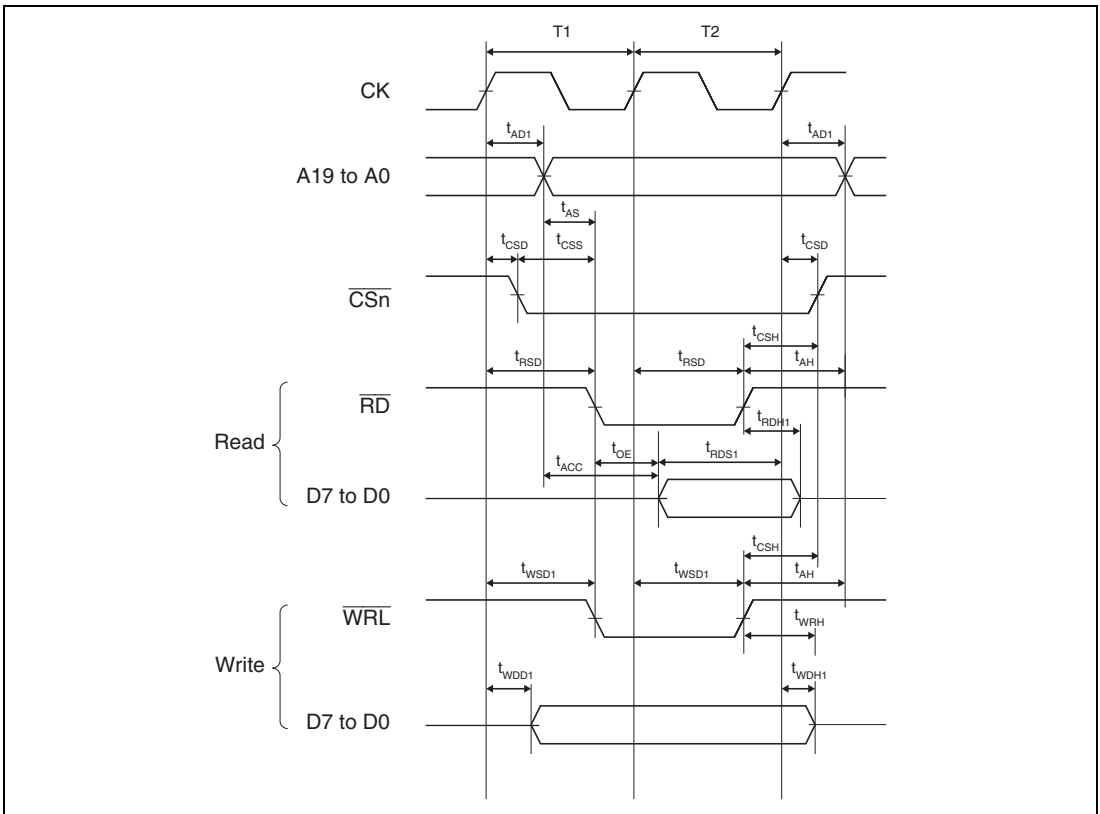 T1 T2
CK
tAD1 tAD1
A19 to A0
tAS
tCSD tCSS tCSD
CSn
tCSH
tRSD tRSD tAH
RD
tRDH1
Read
tOE tRDS1
tACC
D7 to D0
tCSH
tWSD1 tWSD1 tAH
WRL
tWRH
Write
tWDD1 tWDH1
D7 to D0